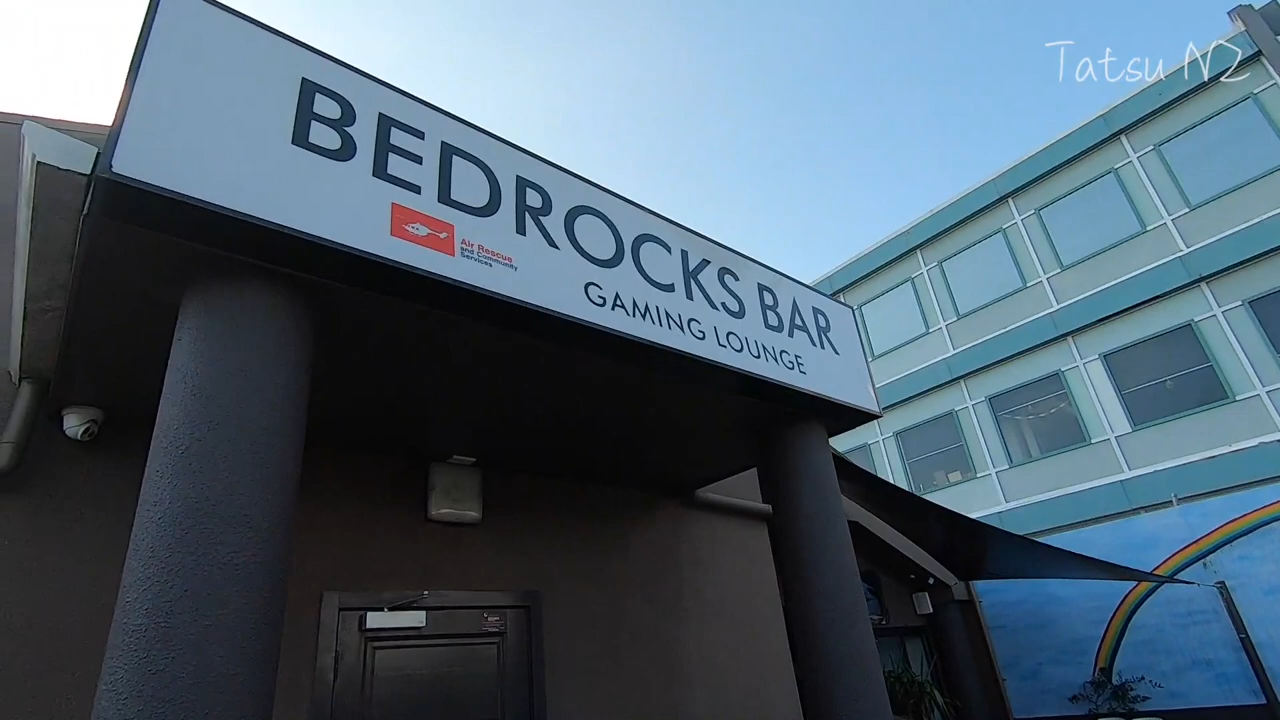 Tatsu NZ
BEDROCKS BAR
Air Rescue
and Community
Services
GAMING LOUNGE